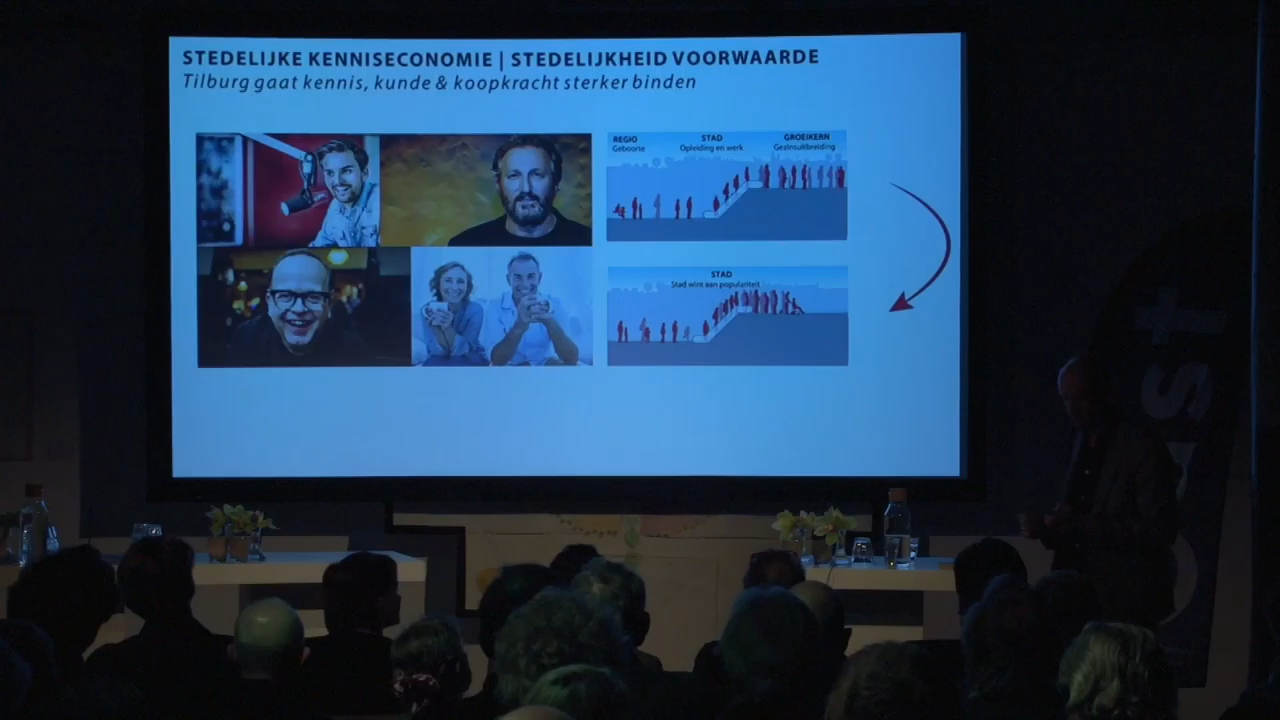 STEDELIJKE KENNISECONOMIE | STEDELIJKHEID VOORWAARDE
Tilburg gaat kennis, kunde & koopkracht sterker binden
REGIO
Geboorte
STAD
Opleiding en werk
GROEIKERN
Gezinsuitbreiding
STAD
Stad wint aan populariteit